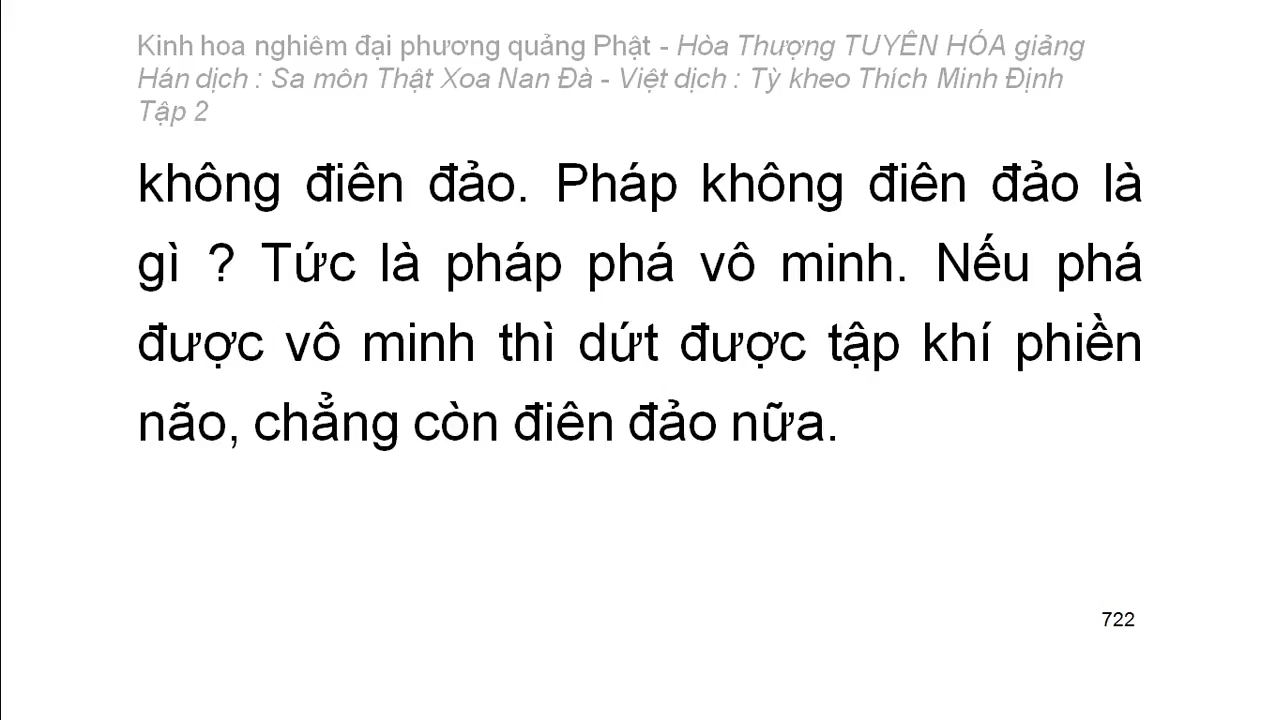 Kinh hoa nghiêm đại phương quảng Phật - Hòa Thượng TUYÊN HÓA giảng
Hán dịch : Sa môn Thật Xoa Nan Đà - Việt dịch : Tỳ kheo Thích Minh Định
Tập 2
không điên đảo. Pháp không điên đảo là
gì ? Tức là pháp phá vô minh. Nếu phá
được vô minh thì dứt được tập khí phiền
não, chẳng còn điên đảo nữa.
722